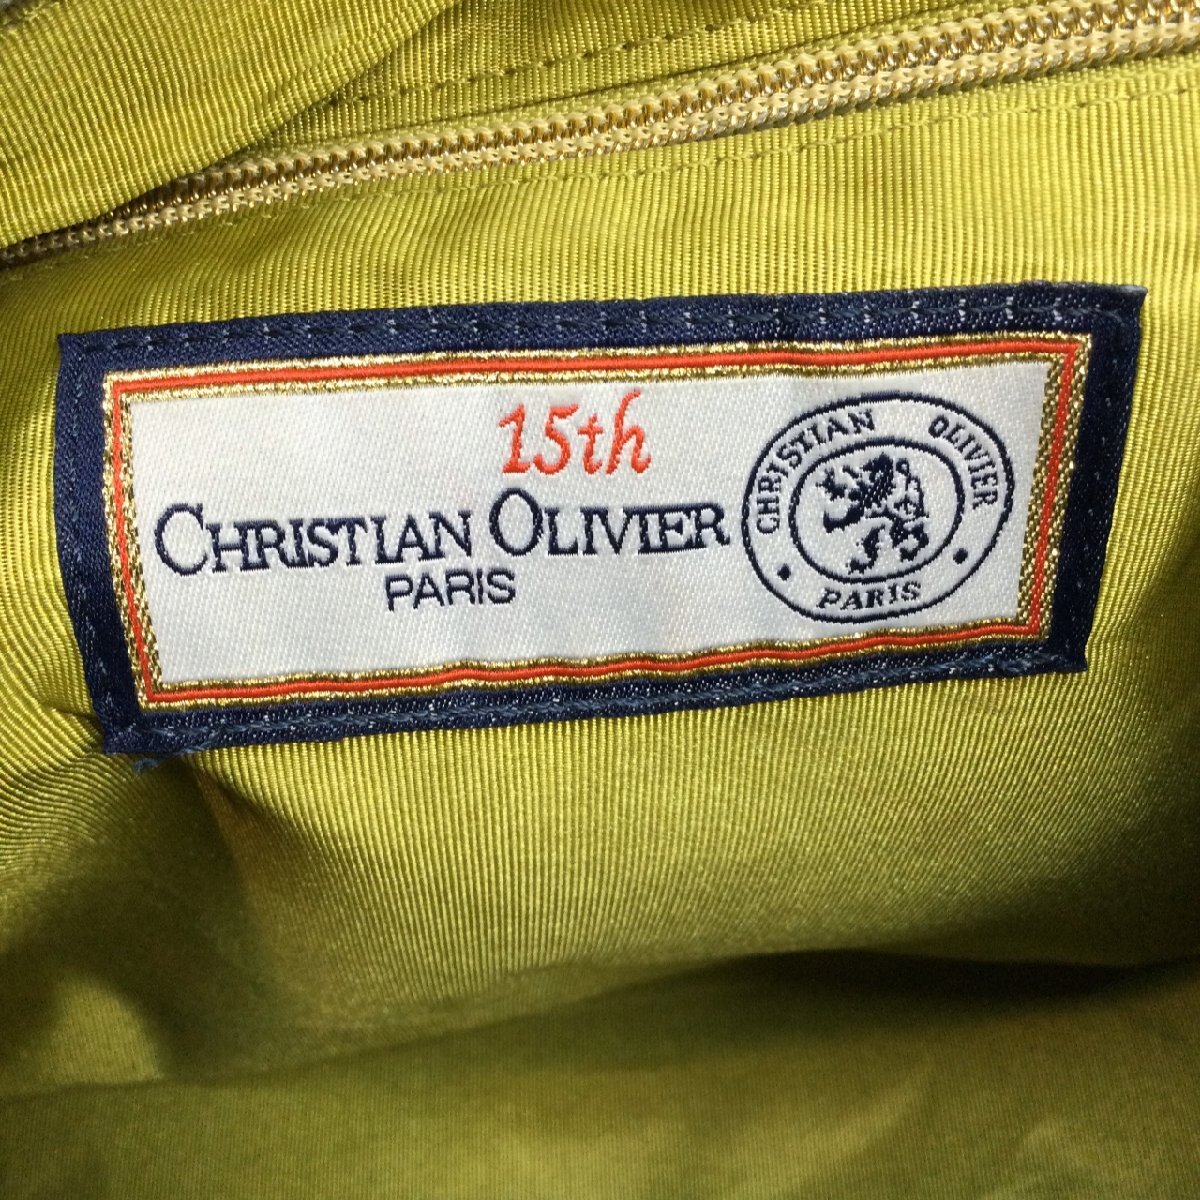 15th
CHRISTIAN OLIVIER
PARIS
CHRISTIAN OLIVIER
• PARIS •